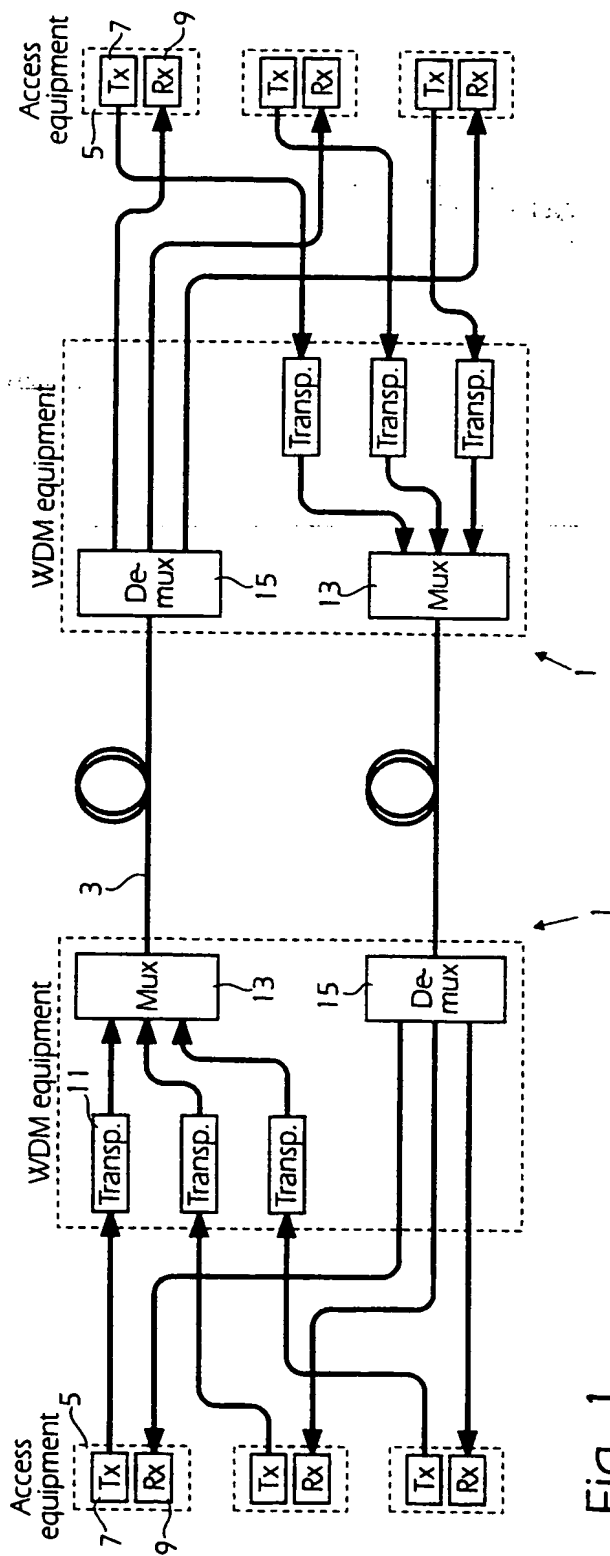 Access
equipment
5
7
Tx
Rx
9
Tx
Rx
Tx
Rx
WDM equipment
11
Transp.
Transp.
Transp.
Mux
13
15
De-
mux
1
3
WDM equipment
De-
mux
15
13
Mux
Transp.
Transp.
Transp.
1
Access
equipment
5
7
Tx
Rx
9
Tx
Rx
Tx
Rx
Fig. 1